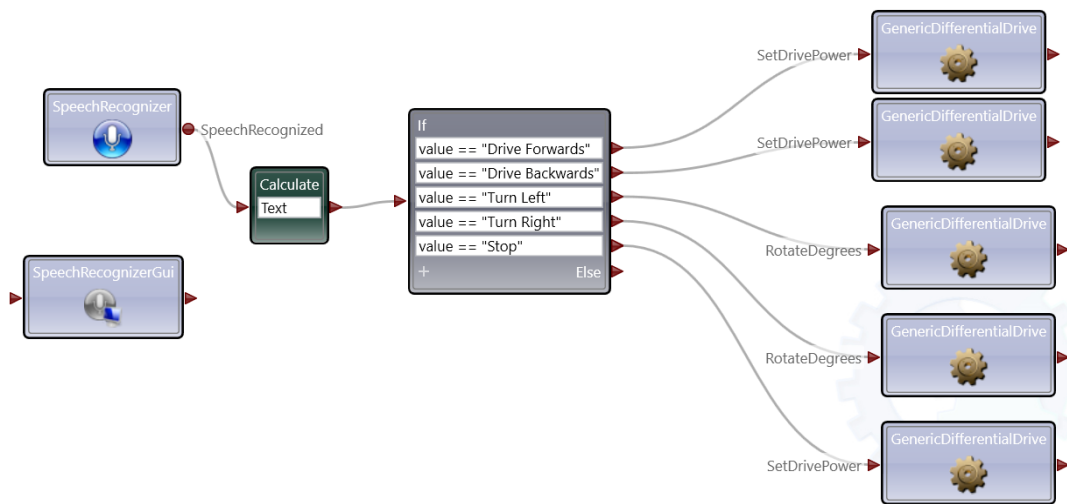 SpeechRecognizer
SpeechRecognized
Calculate
Text
SpeechRecognizerGui
If
value == "Drive Forwards"
value == "Drive Backwards"
value == "Turn Left"
value == "Turn Right"
value == "Stop"
+ Else
SetDrivePower
GenericDifferentialDrive
SetDrivePower
GenericDifferentialDrive
RotateDegrees
GenericDifferentialDrive
RotateDegrees
GenericDifferentialDrive
SetDrivePower
GenericDifferentialDrive